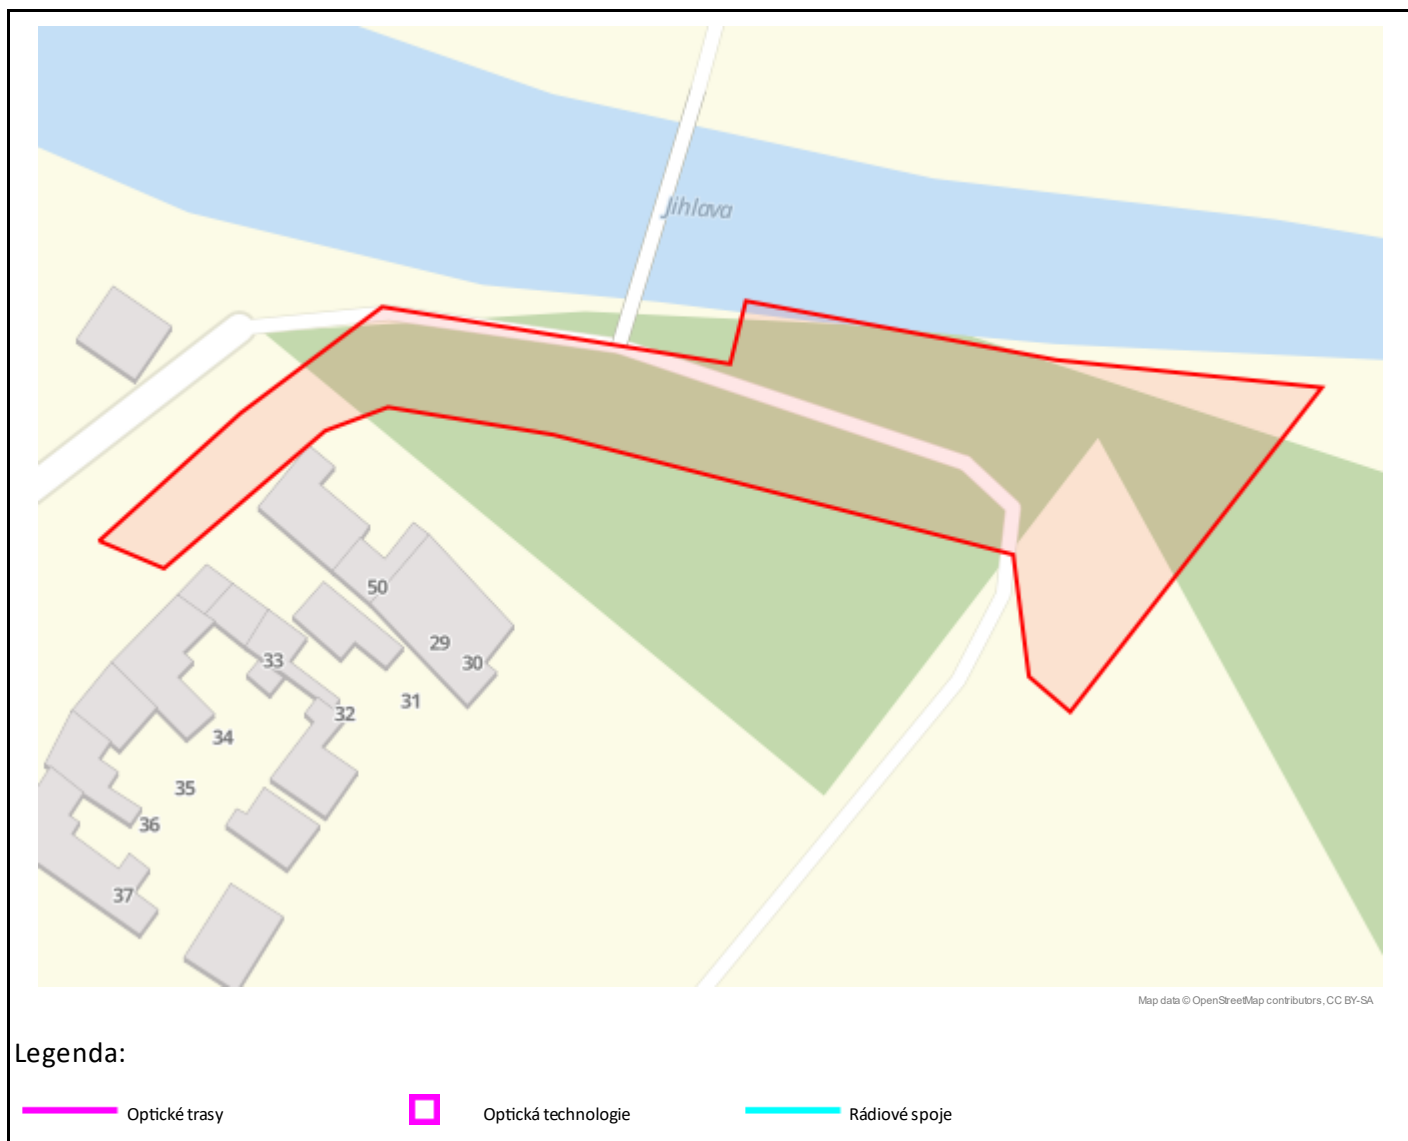 Jihlava
50
29
30
33
31
32
34
35
36
37
Map data © OpenStreetMap contributors, CC BY-SA
Legenda:
Optické trasy
Optická technologie
Rádiové spoje